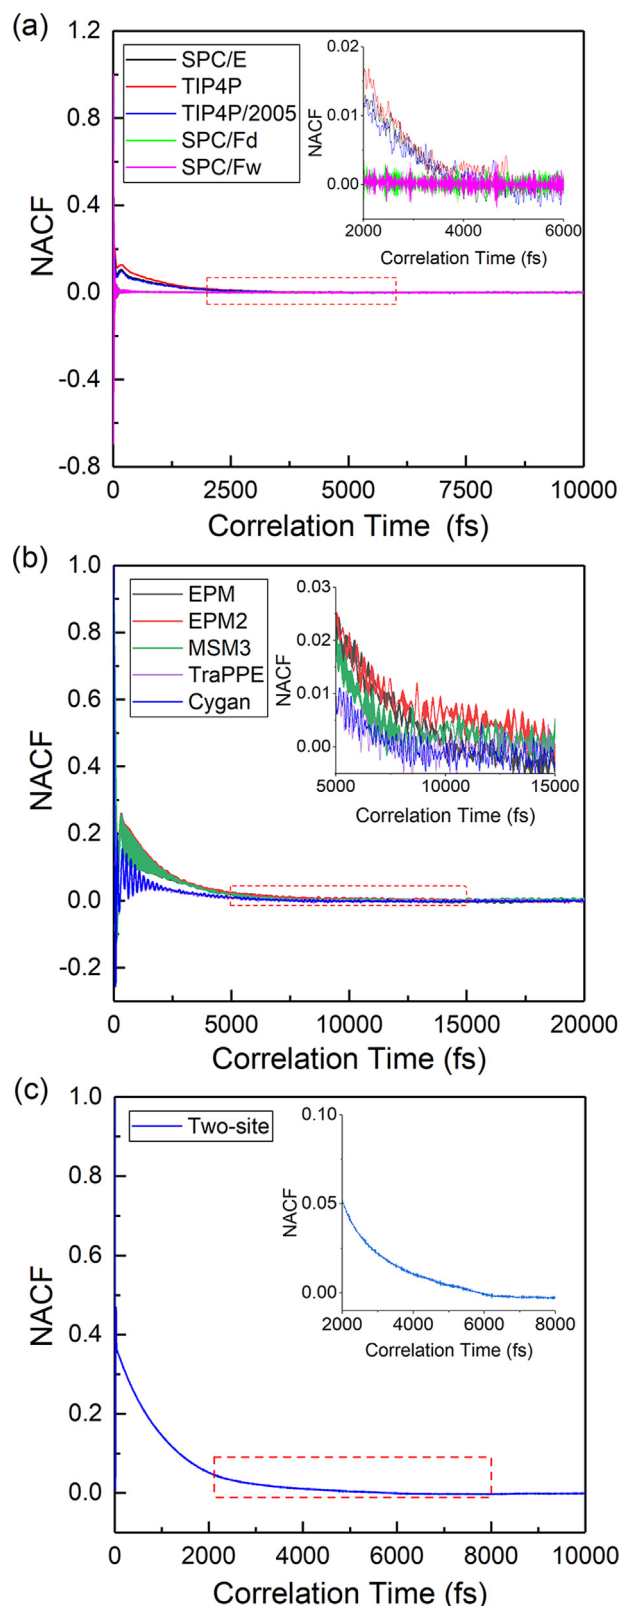 (a)
1.2
0.8
0.4
0.0
-0.4
-0.8
NACF
SPC/E
TIP4P
TIP4P/2005
SPC/Fd
SPC/Fw
0.02
0.01
0.00
NACF
2000 4000 6000
Correlation Time (fs)
0 2500 5000 7500 10000
Correlation Time (fs)
(b)
1.0
0.8
0.6
0.4
0.2
0.0
-0.2
NACF
EPM
EPM2
MSM3
TraPPE
Cygan
0.03
0.02
0.01
0.00
NACF
5000 10000 15000
Correlation Time (fs)
0 5000 10000 15000 20000
Correlation Time (fs)
(c)
1.0
0.8
0.6
0.4
0.2
0.0
NACF
Two-site
0.10
0.05
0.00
NACF
2000 4000 6000 8000
Correlation Time (fs)
0 2000 4000 6000 8000 10000
Correlation Time (fs)